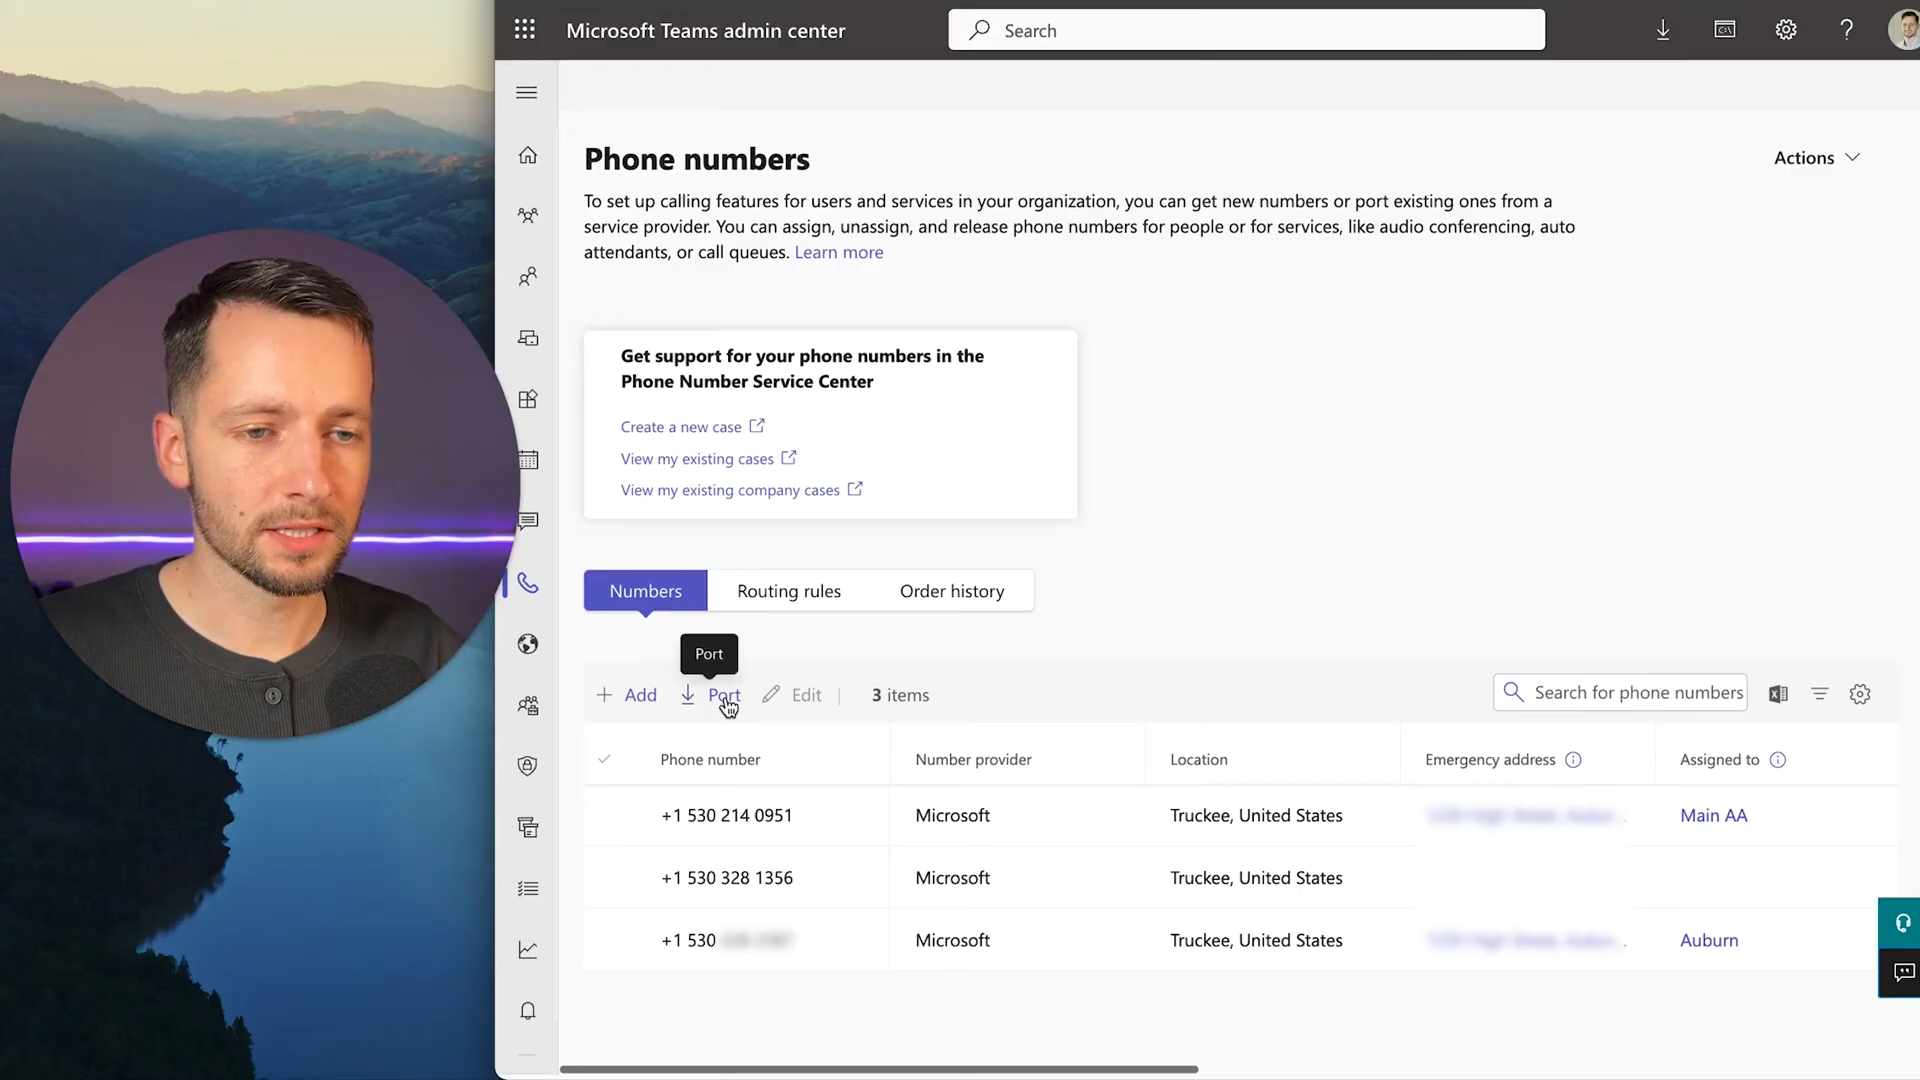 Microsoft Teams admin center
Search
Phone numbers
Actions
To set up calling features for users and services in your organization, you can get new numbers or port existing ones from a
service provider. You can assign, unassign, and release phone numbers for people or for services, like audio conferencing, auto
attendants, or call queues. Learn more
Get support for your phone numbers in the
Phone Number Service Center
Create a new case
View my existing cases
View my existing company cases
Numbers Routing rules Order history
Port
Add Port Edit 3 items Search for phone numbers
Phone number Number provider Location Emergency address Assigned to
+1 530 214 0951 Microsoft Truckee, United States Main AA
+1 530 328 1356 Microsoft Truckee, United States
+1 530 Microsoft Truckee, United States Auburn